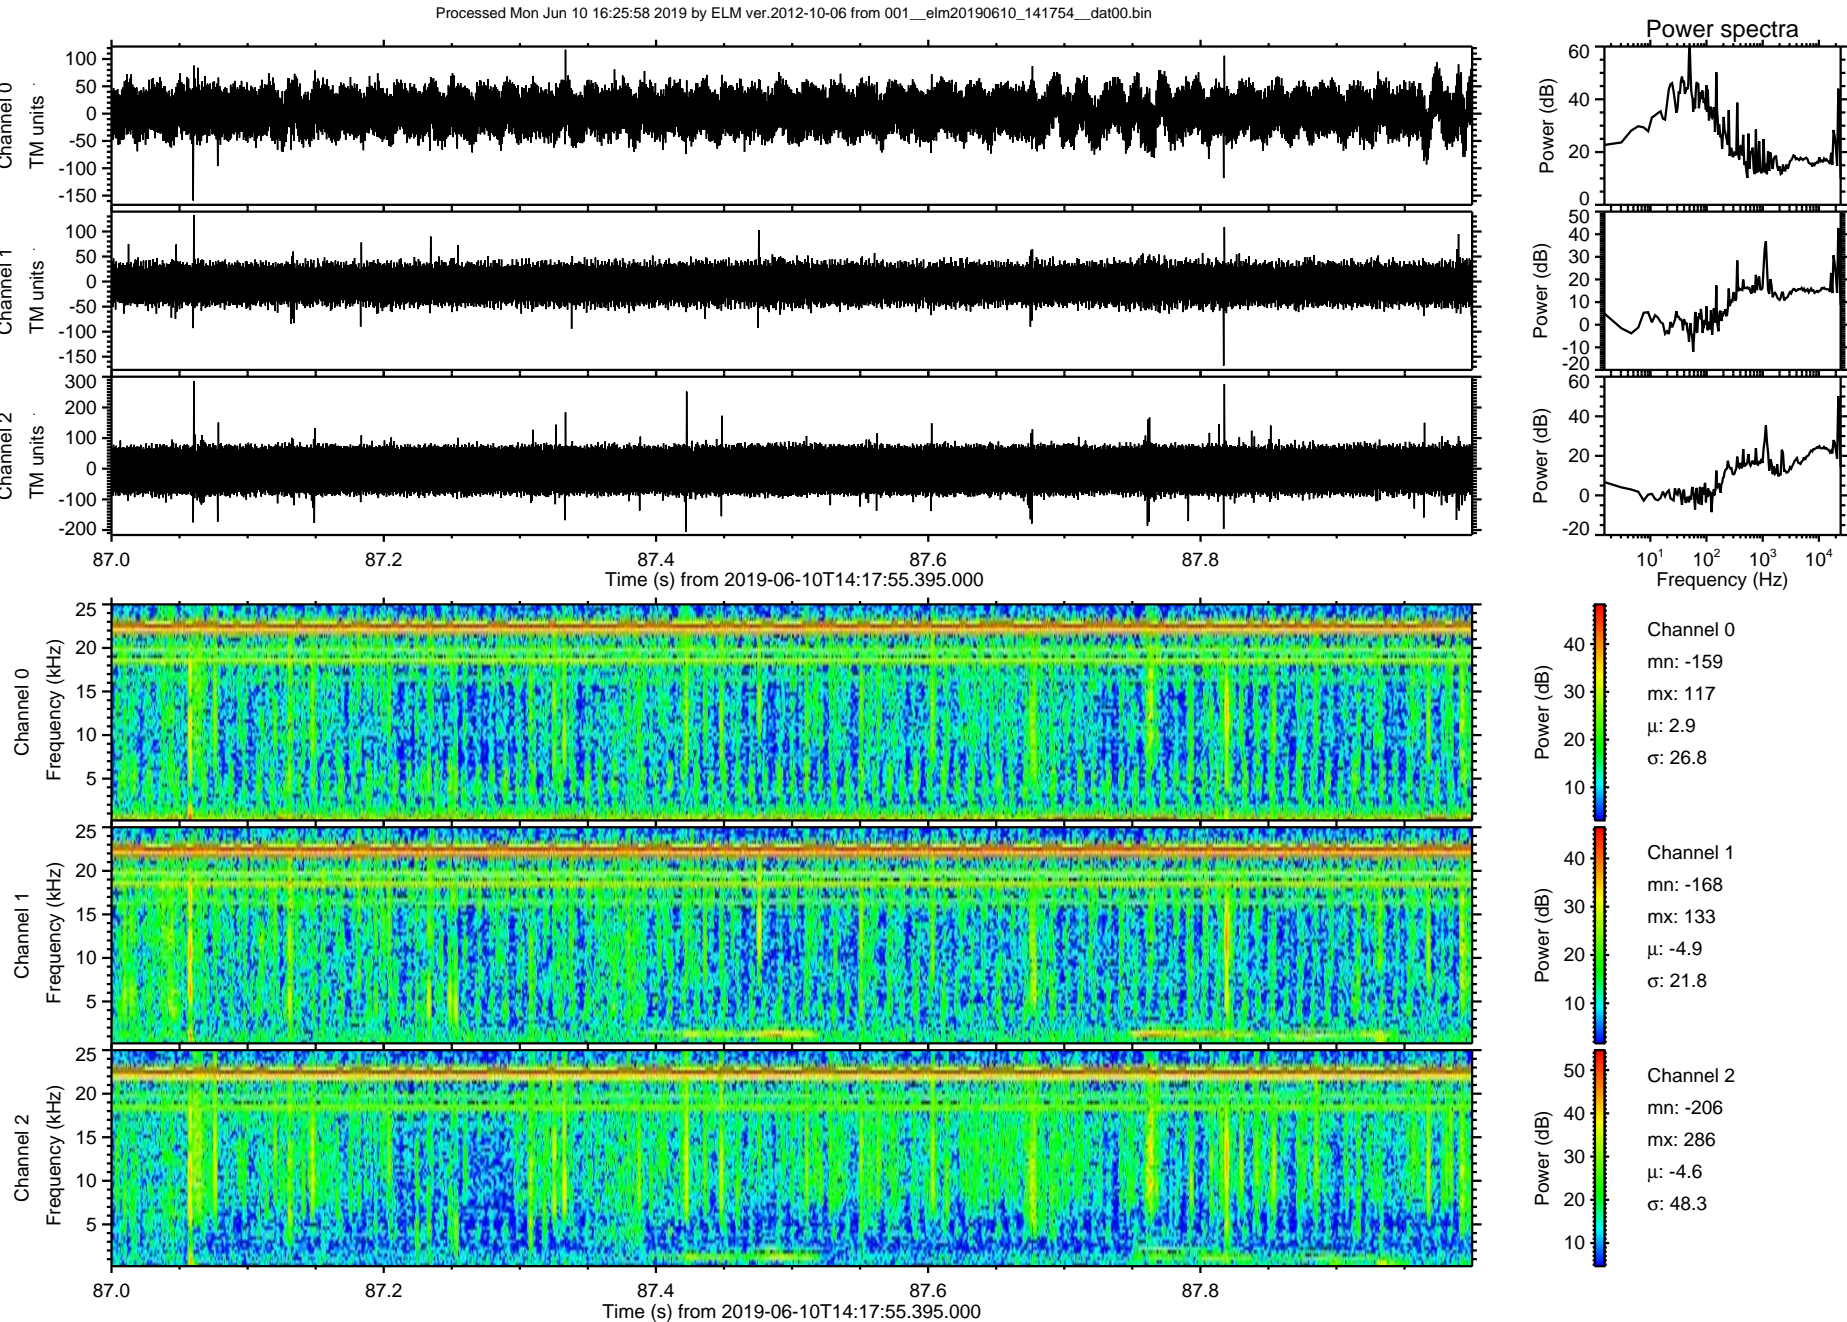 Processed Mon Jun 10 16:25:58 2019 by ELM ver.2012-10-06 from 001__elm20190610_141754__dat00.bin
Power spectra
Channel 0
TM units
100
50
0
-50
-100
-150
Power (dB)
60
40
20
0
Channel 1
TM units
100
50
0
-50
-100
-150
Power (dB)
50
40
30
20
10
0
-10
-20
Channel 2
TM units
300
200
100
0
-100
-200
Power (dB)
60
40
20
0
-20
87.0 87.2 87.4 87.6 87.8
Time (s) from 2019-06-10T14:17:55.395.000
10¹ 10² 10³ 10⁴
Frequency (Hz)
Channel 0
Frequency (kHz)
25
20
15
10
5
Power (dB)
40
30
20
10
Channel 0
mn: -159
mx: 117
μ: 2.9
σ: 26.8
Channel 1
Frequency (kHz)
25
20
15
10
5
Power (dB)
40
30
20
10
Channel 1
mn: -168
mx: 133
μ: -4.9
σ: 21.8
Channel 2
Frequency (kHz)
25
20
15
10
5
Power (dB)
50
40
30
20
10
Channel 2
mn: -206
mx: 286
μ: -4.6
σ: 48.3
87.0 87.2 87.4 87.6 87.8
Time (s) from 2019-06-10T14:17:55.395.000